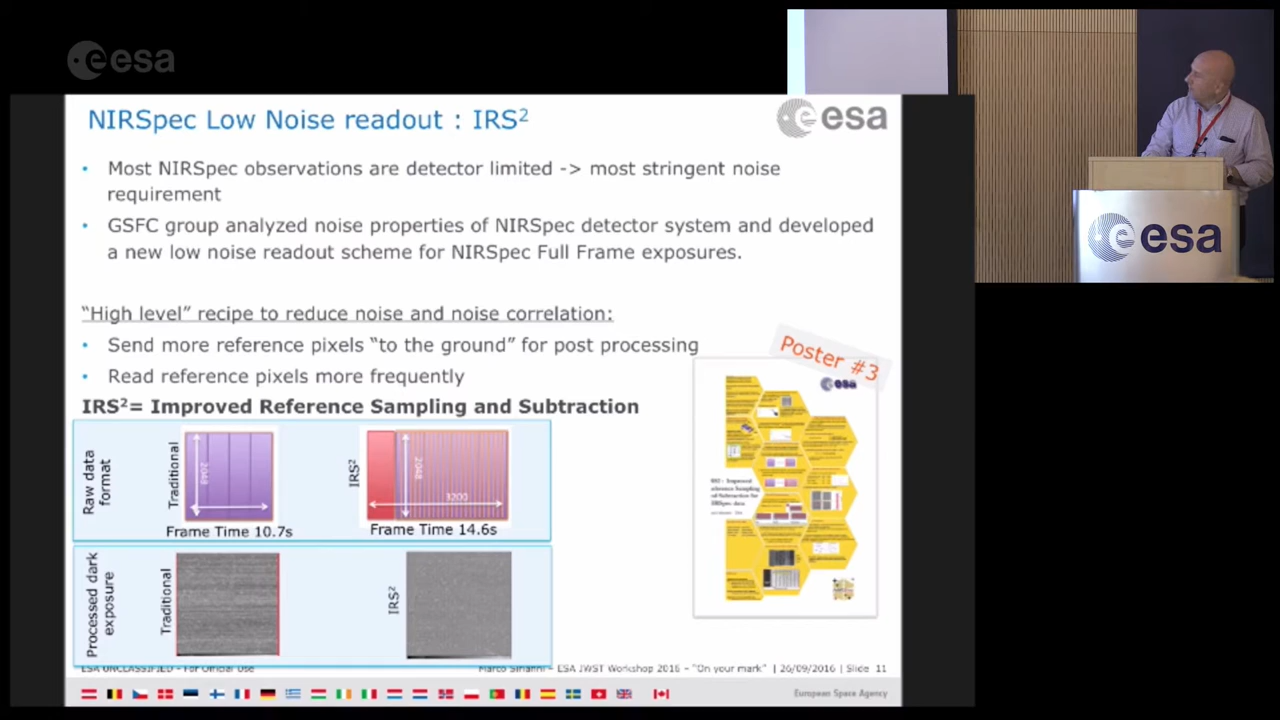 esa
NIRSpec Low Noise readout : IRS²
esa
• Most NIRSpec observations are detector limited -> most stringent noise
requirement
• GSFC group analyzed noise properties of NIRSpec detector system and developed
a new low noise readout scheme for NIRSpec Full Frame exposures.
esa
"High level" recipe to reduce noise and noise correlation:
• Send more reference pixels "to the ground" for post processing
• Read reference pixels more frequently
IRS²= Improved Reference Sampling and Subtraction
Poster #3
esa
Raw data
format
Traditional
2048
Frame Time 10.7s
IRS²
2048
3200
Frame Time 14.6s
Processed dark
exposure
Traditional
IRS²
ESA UNCLASSIFIED - For Official Use
ESA JWST Workshop 2016 - "On your mark" | 26/09/2016 | Slide 11
European Space Agency